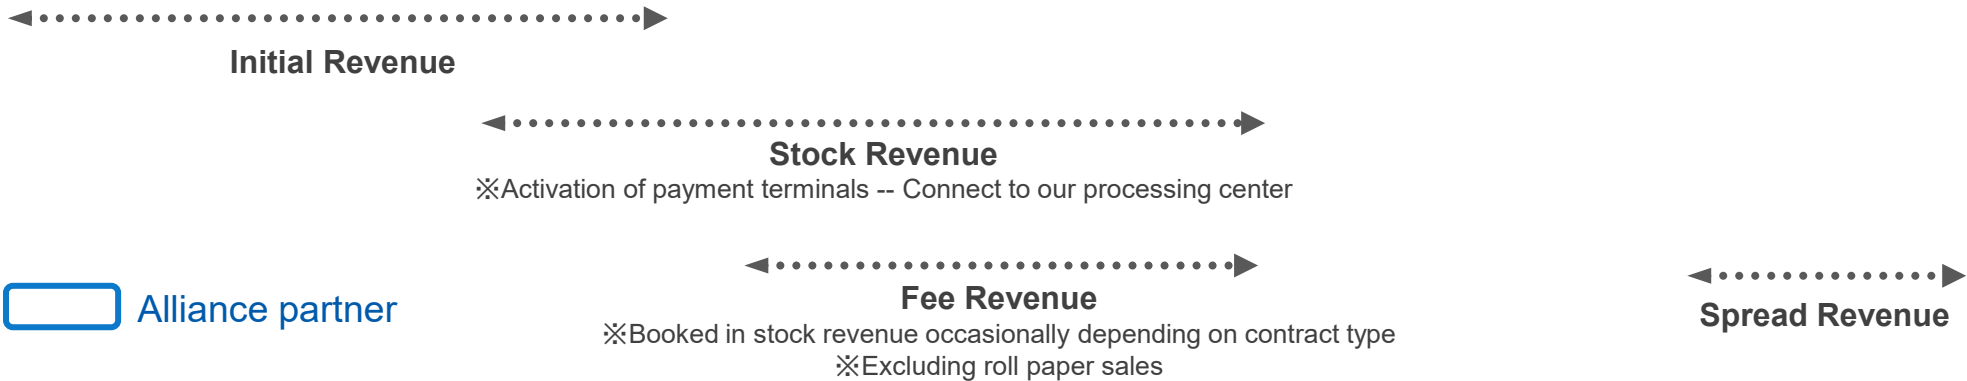 Initial Revenue
Stock Revenue
※Activation of payment terminals -- Connect to our processing center
Alliance partner
Fee Revenue
※Booked in stock revenue occasionally depending on contract type
※Excluding roll paper sales
Spread Revenue